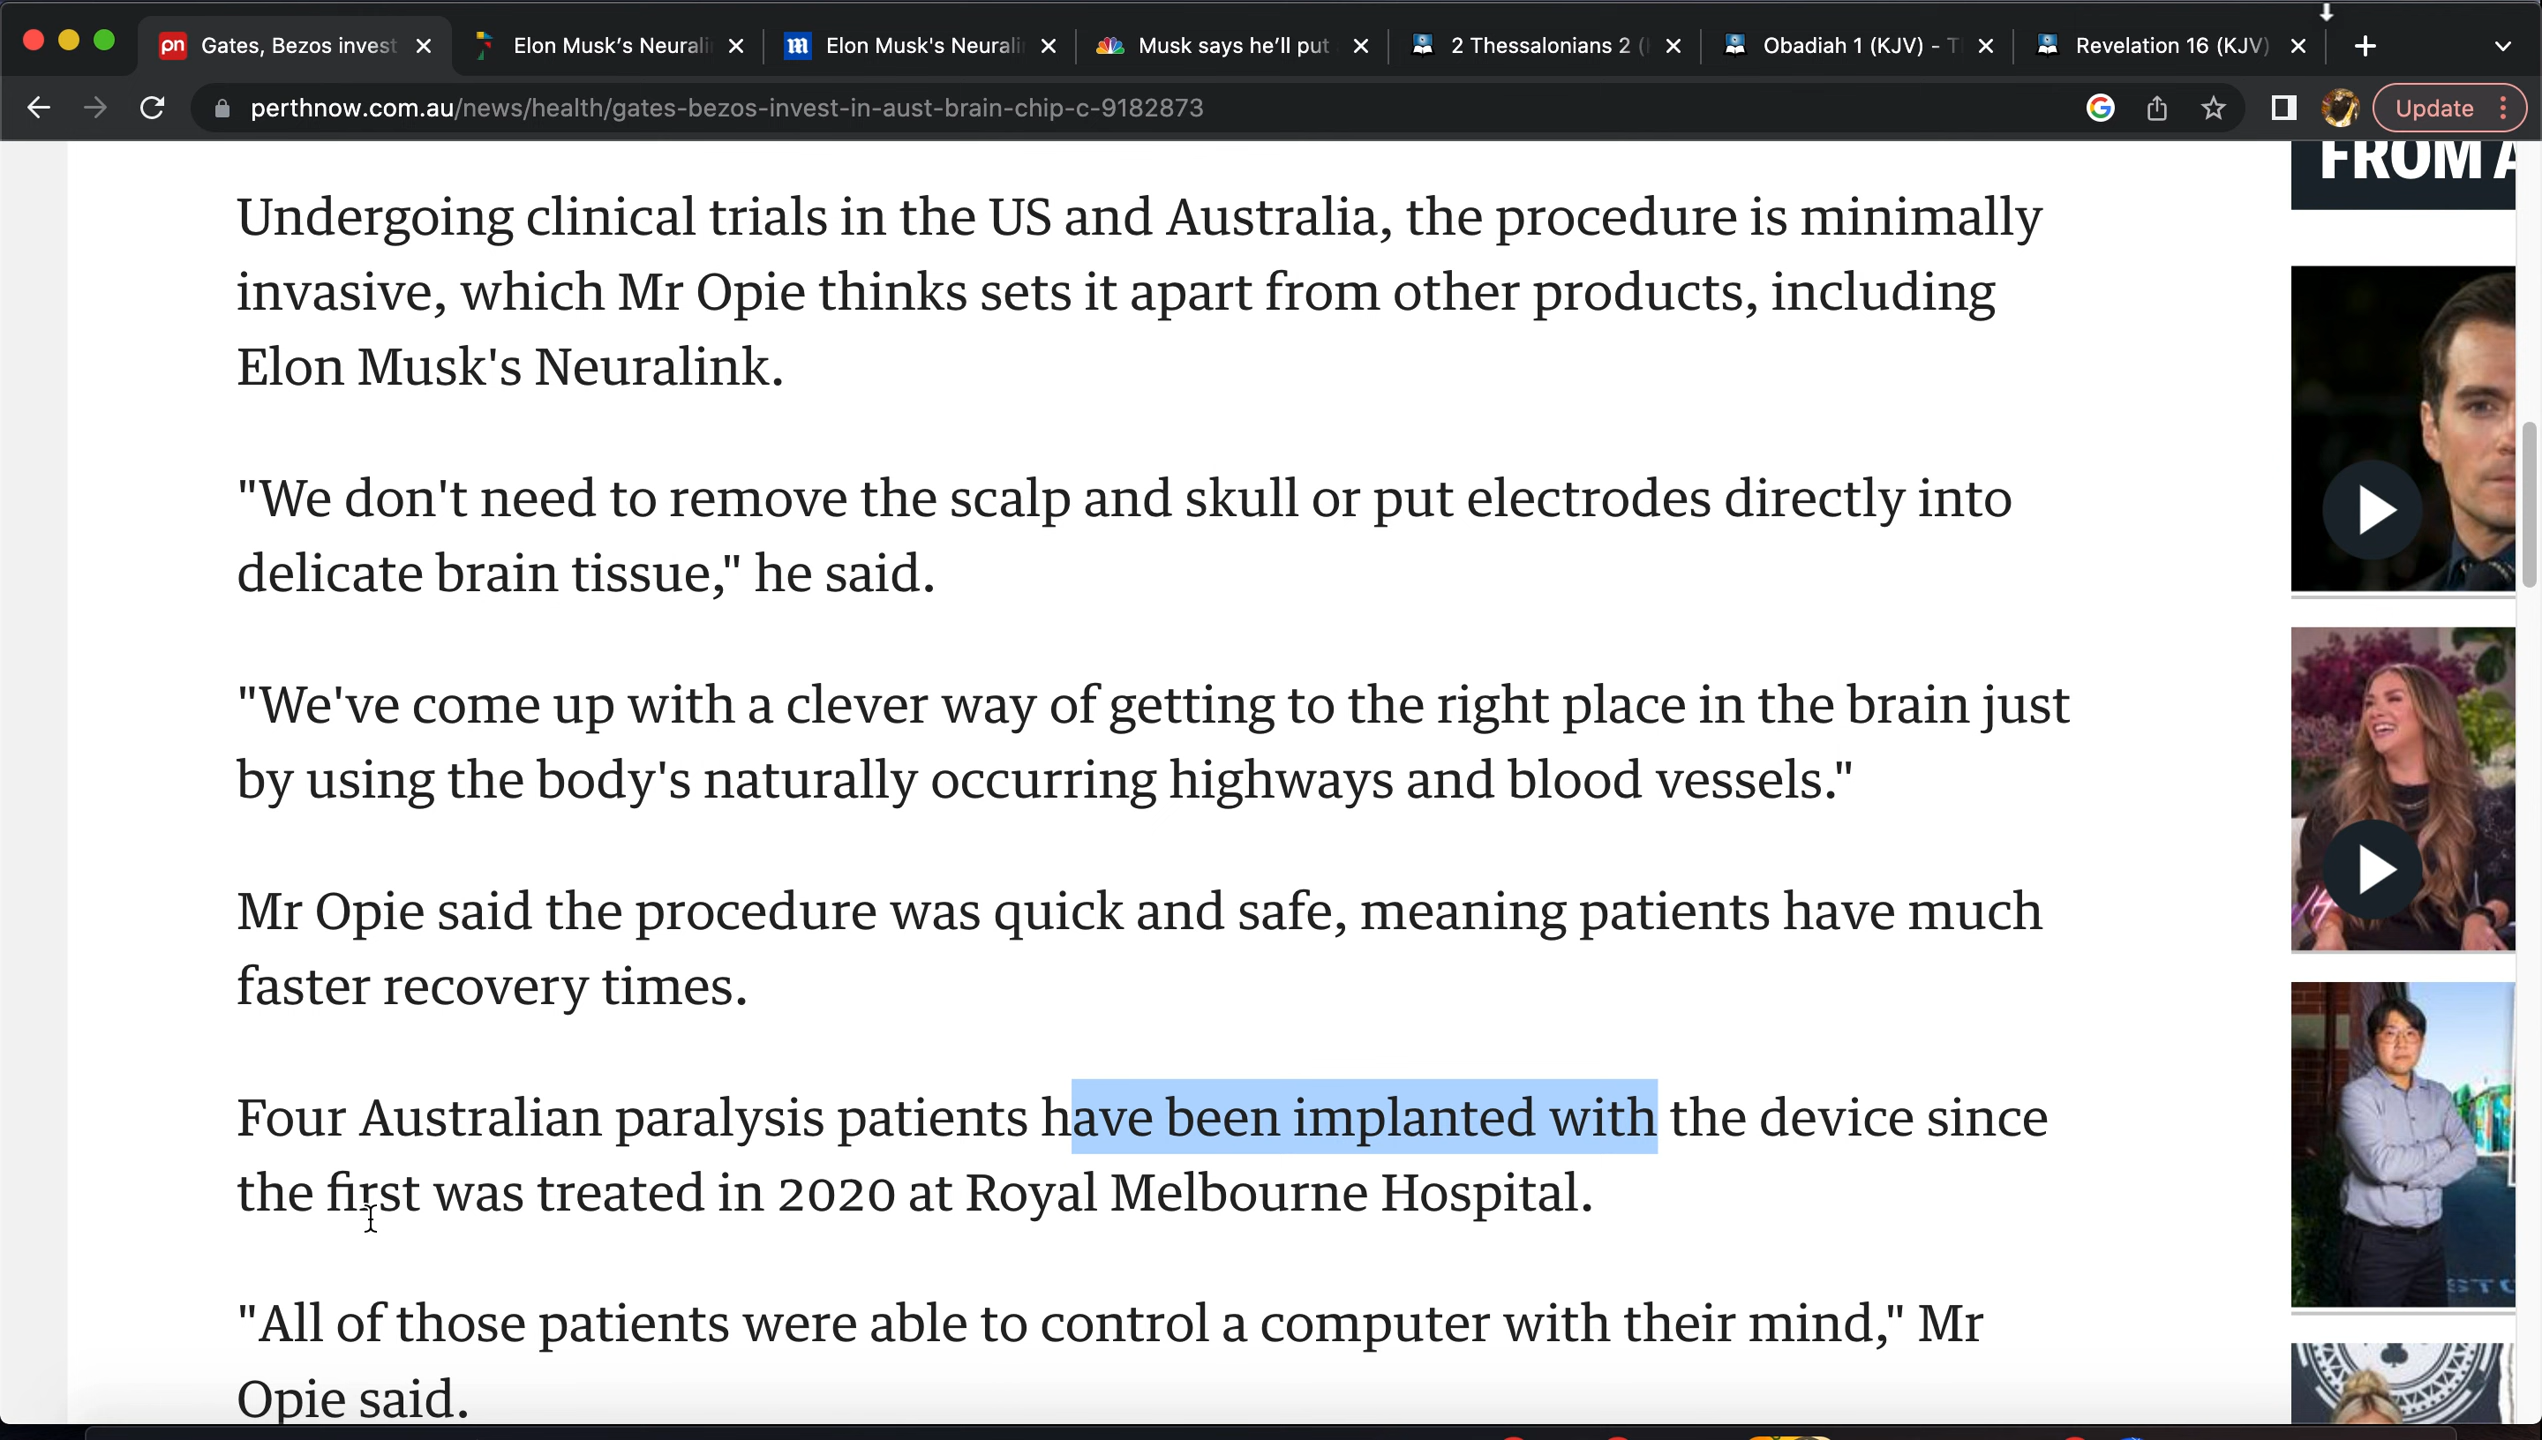 Gates, Bezos invest
Elon Musk’s Neurali
Elon Musk's Neurali
Musk says he’ll put
2 Thessalonians 2 (
Obadiah 1 (KJV) - T
Revelation 16 (KJV)
perthnow.com.au/news/health/gates-bezos-invest-in-aust-brain-chip-c-9182873
Update
FROM A
Undergoing clinical trials in the US and Australia, the procedure is minimally
invasive, which Mr Opie thinks sets it apart from other products, including
Elon Musk's Neuralink.
"We don't need to remove the scalp and skull or put electrodes directly into
delicate brain tissue," he said.
"We've come up with a clever way of getting to the right place in the brain just
by using the body's naturally occurring highways and blood vessels."
Mr Opie said the procedure was quick and safe, meaning patients have much
faster recovery times.
Four Australian paralysis patients have been implanted with the device since
the first was treated in 2020 at Royal Melbourne Hospital.
"All of those patients were able to control a computer with their mind," Mr
Opie said.